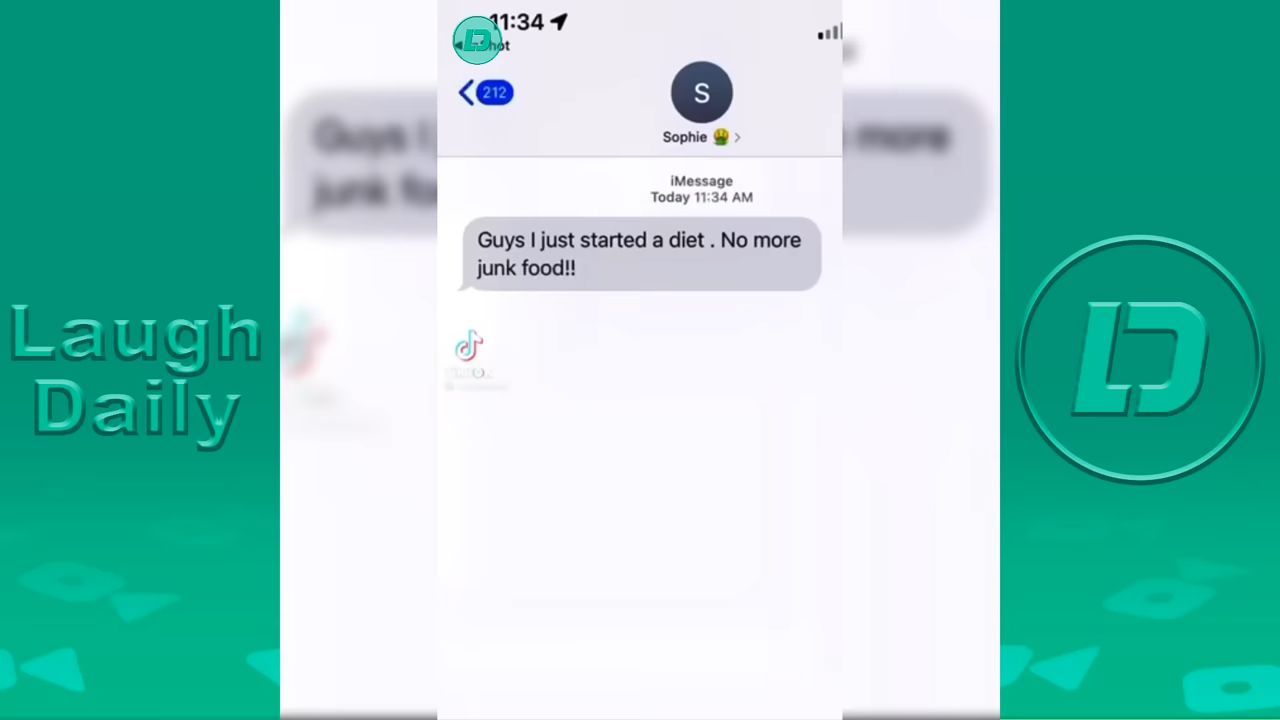 11:34
212
S
Sophie 🤮 >
iMessage
Today 11:34 AM
Guys I just started a diet . No more
junk food!!
Laugh
Daily
LD